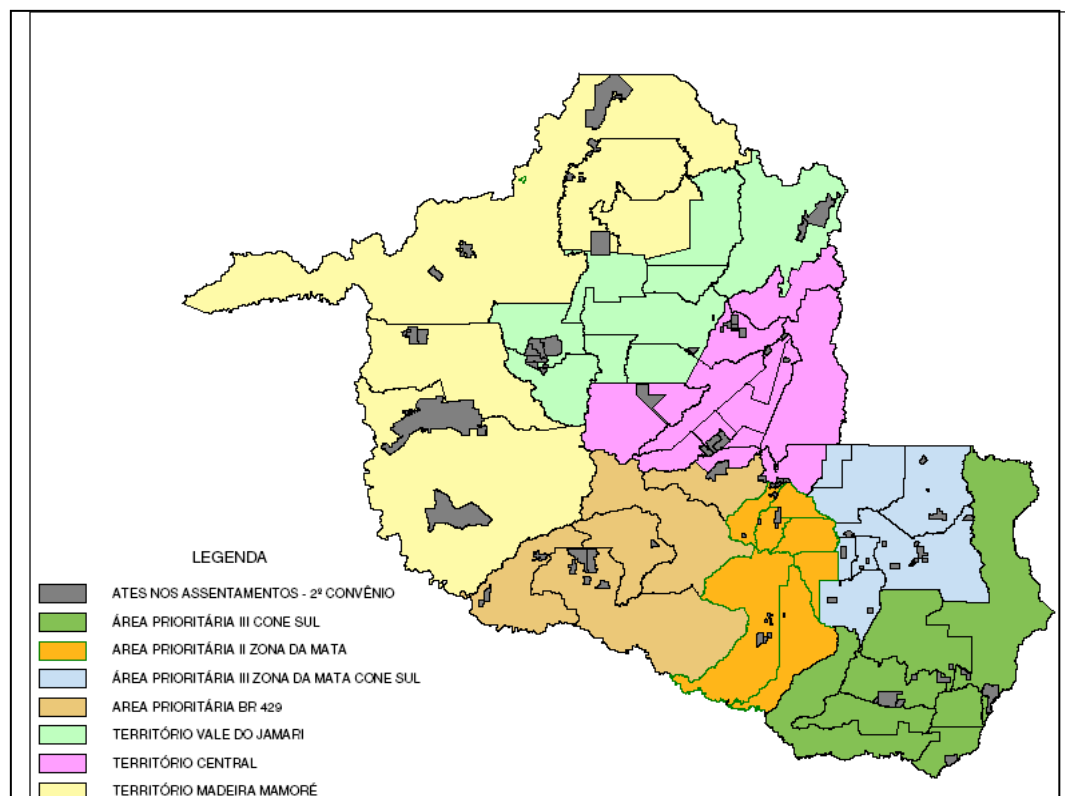 LEGENDA
ATES NOS ASSENTAMENTOS - 2º CONVÊNIO
ÁREA PRIORITÁRIA III CONE SUL
AREA PRIORITÁRIA II ZONA DA MATA
ÁREA PRIORITÁRIA III ZONA DA MATA CONE SUL
AREA PRIORITÁRIA BR 429
TERRITÓRIO VALE DO JAMARI
TERRITÓRIO CENTRAL
TERRITÓRIO MADEIRA MAMORÉ